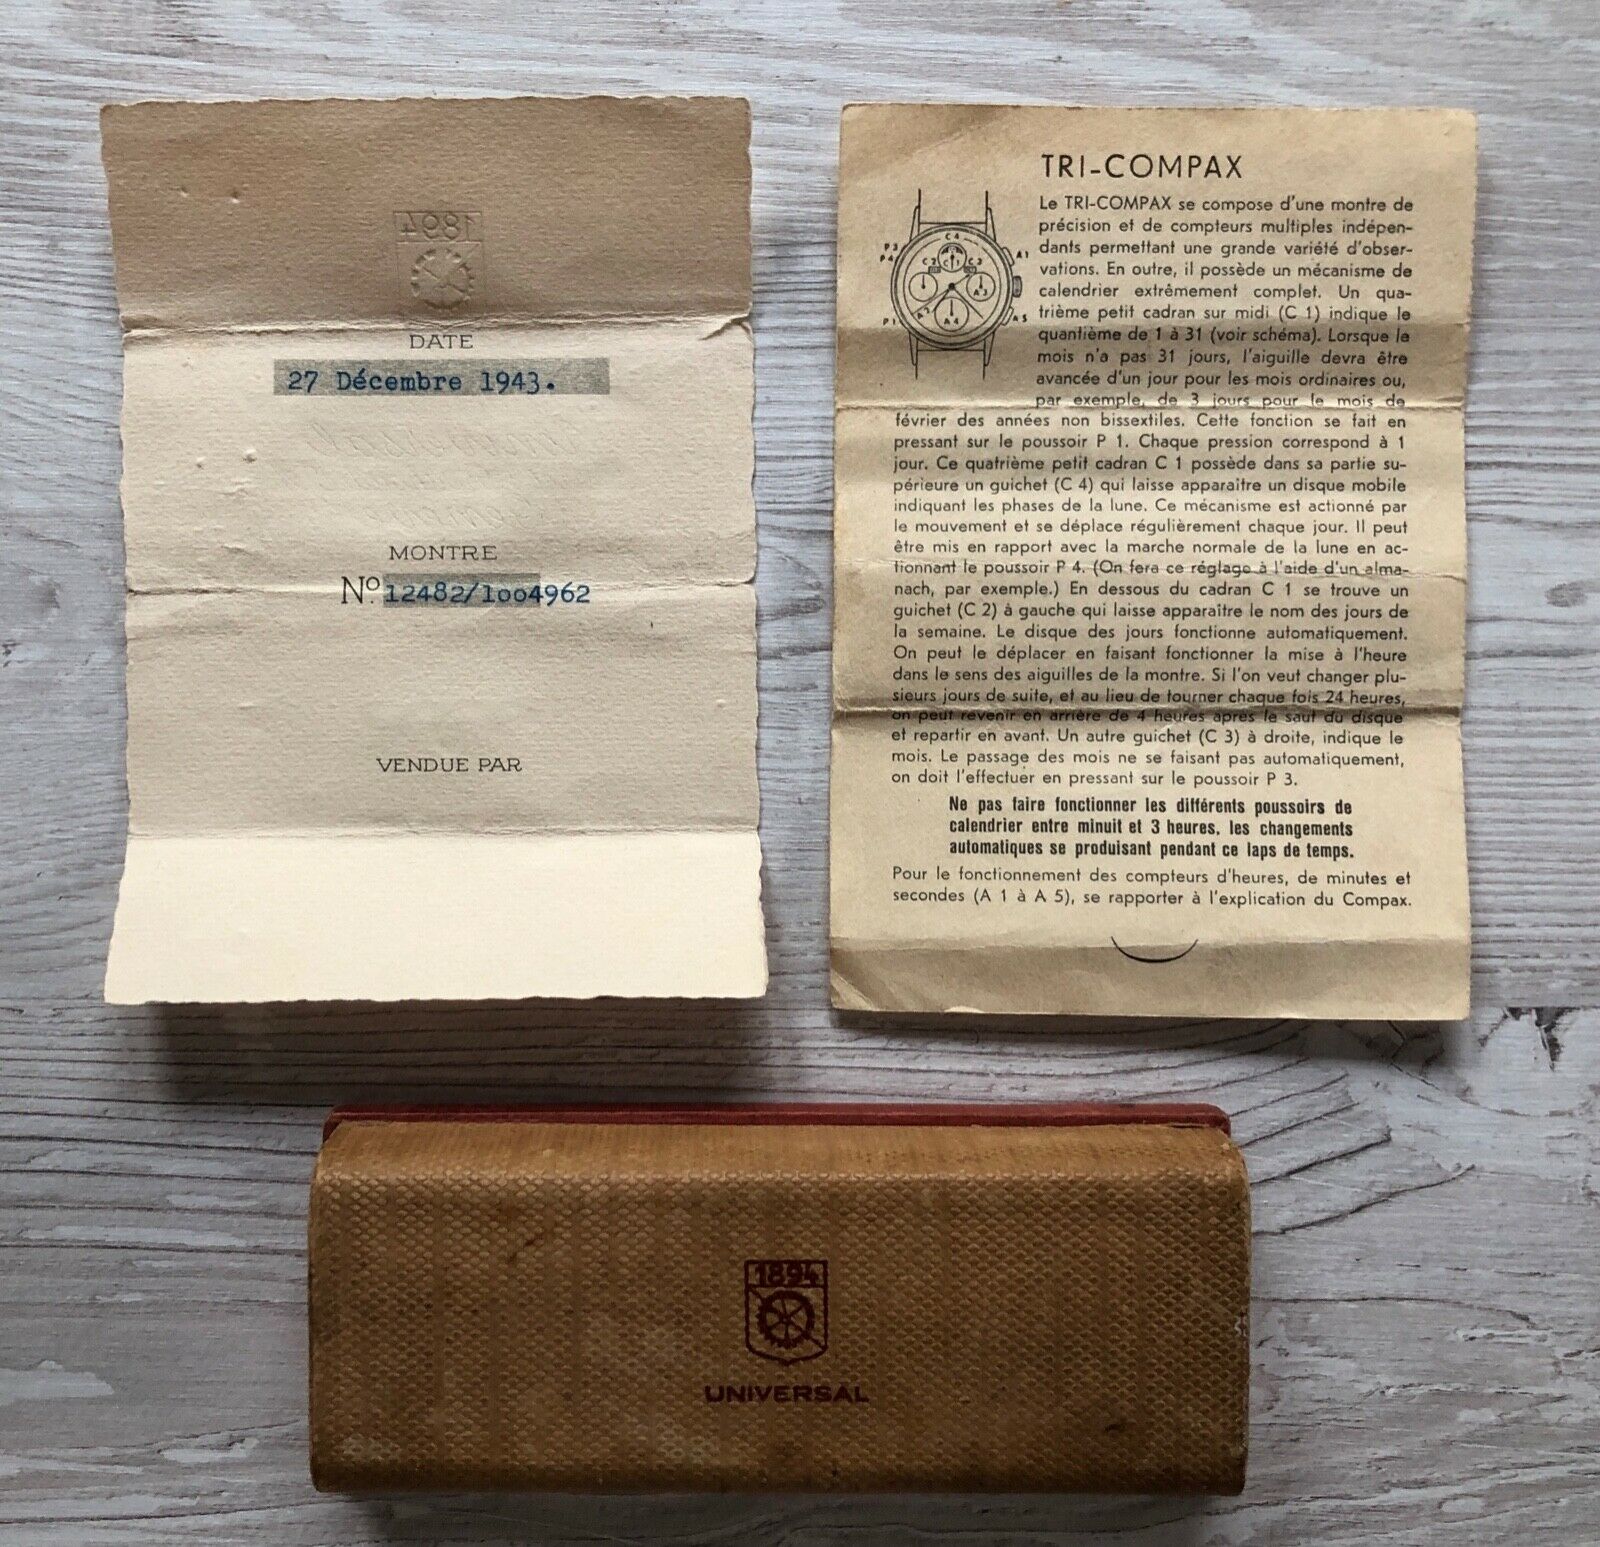 1894
DATE
27 Décembre 1943.
MONTRE
No. 12482/1oo4962
VENDUE PAR
TRI-COMPAX
Le TRI-COMPAX se compose d'une montre de
précision et de compteurs multiples indépen-
dants permettant une grande variété d'obser-
vations. En outre, il possède un mécanisme de
calendrier extrêmement complet. Un qua-
trième petit cadran sur midi (C 1) indique le
quantième de 1 à 31 (voir schéma). Lorsque le
mois n'a pas 31 jours, l'aiguille devra être
avancée d'un jour pour les mois ordinaires ou,
par exemple, de 3 jours pour le mois de
février des années non bissextiles. Cette fonction se fait en
pressant sur le poussoir P 1. Chaque pression correspond à 1
jour. Ce quatrième petit cadran C 1 possède dans sa partie su-
périeure un guichet (C 4) qui laisse apparaître un disque mobile
indiquant les phases de la lune. Ce mécanisme est actionné par
le mouvement et se déplace régulièrement chaque jour. Il peut
être mis en rapport avec la marche normale de la lune en ac-
tionnant le poussoir P 4. (On fera ce réglage à l'aide d'un alma-
nach, par exemple.) En dessous du cadran C 1 se trouve un
guichet (C 2) à gauche qui laisse apparaître le nom des jours de
la semaine. Le disque des jours fonctionne automatiquement.
On peut le déplacer en faisant fonctionner la mise à l'heure
dans le sens des aiguilles de la montre. Si l'on veut changer plu-
sieurs jours de suite, et au lieu de tourner chaque fois 24 heures,
on peut revenir en arrière de 4 heures après le saut du disque
et repartir en avant. Un autre guichet (C 3) à droite, indique le
mois. Le passage des mois ne se faisant pas automatiquement,
on doit l'effectuer en pressant sur le poussoir P 3.
Ne pas faire fonctionner les différents poussoirs de
calendrier entre minuit et 3 heures, les changements
automatiques se produisant pendant ce laps de temps.
Pour le fonctionnement des compteurs d'heures, de minutes et
secondes (A 1 à A 5), se rapporter à l'explication du Compax.
P3
P4
C4
A1
C2
C1
C3
A3
A2
A4
P1
A5
1894
UNIVERSAL